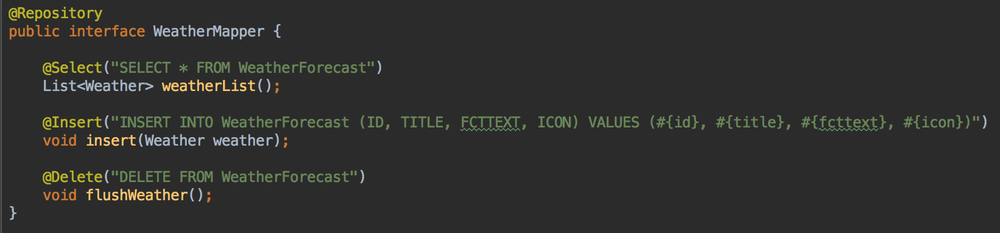 @Repository
public interface WeatherMapper {
@Select("SELECT * FROM WeatherForecast")
List<Weather> weatherList();
@Insert("INSERT INTO WeatherForecast (ID, TITLE, FCTTEXT, ICON) VALUES (#{id}, #{title}, #{fcttext}, #{icon})")
void insert(Weather weather);
@Delete("DELETE FROM WeatherForecast")
void flushWeather();
}